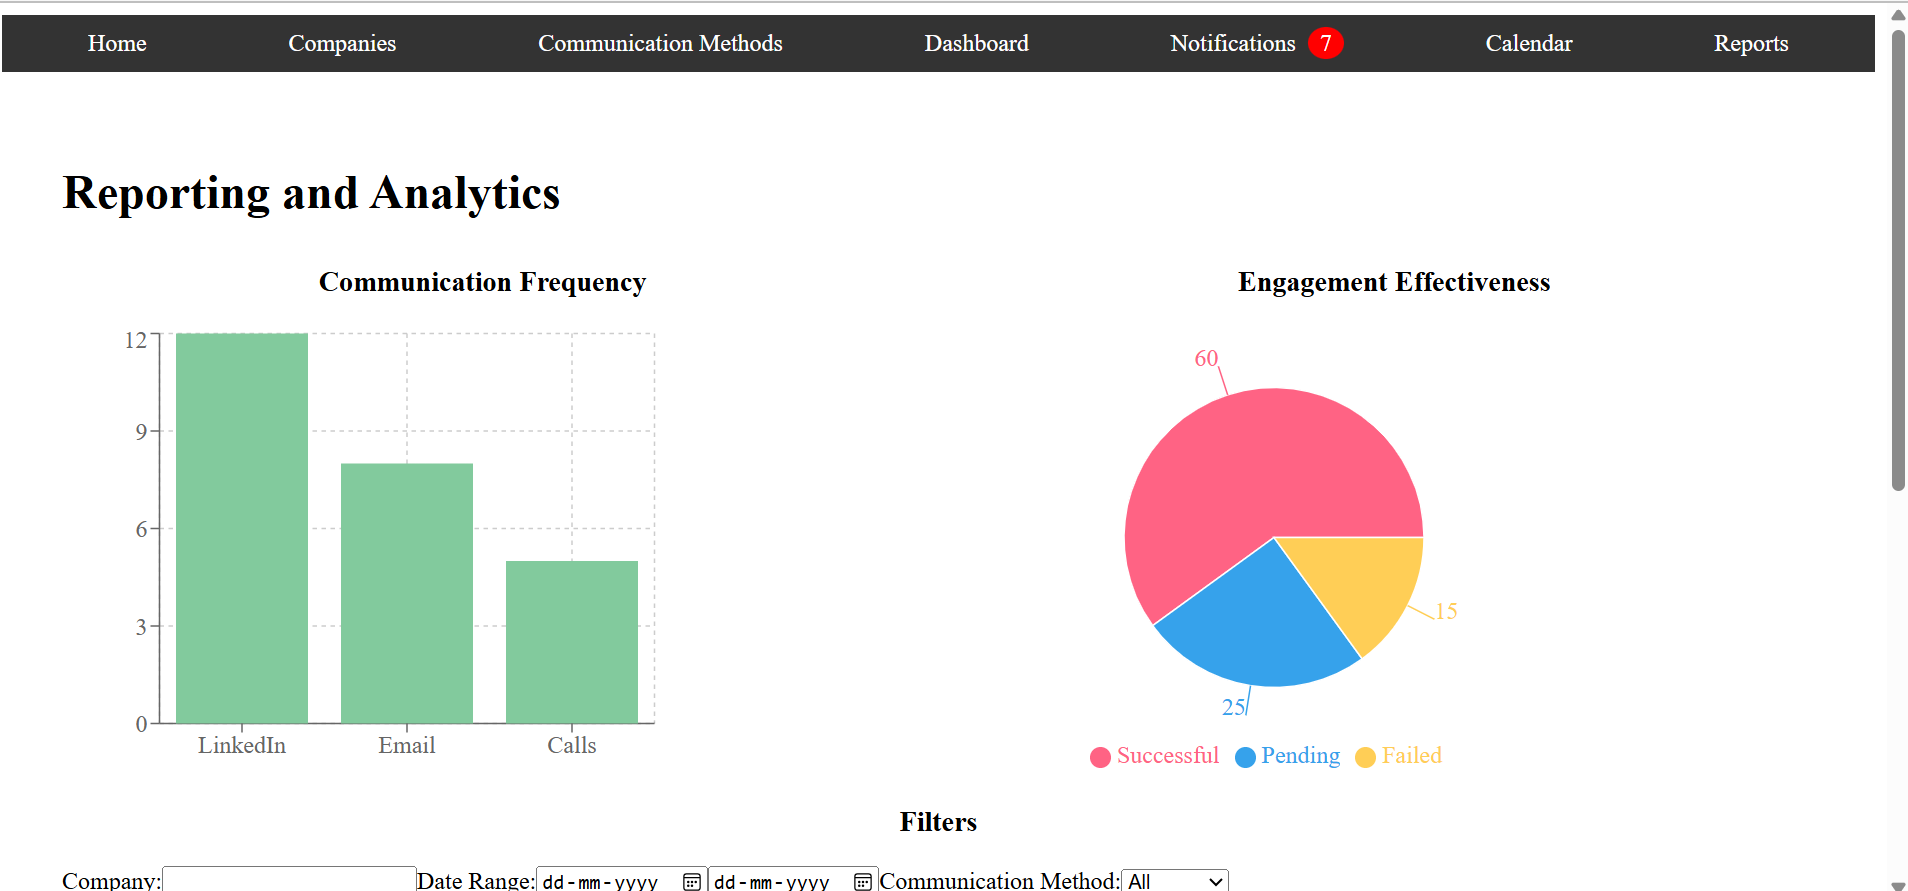 Home Companies Communication Methods Dashboard Notifications 7 Calendar Reports
Reporting and Analytics
Communication Frequency
12
9
6
3
0
LinkedIn Email Calls
Engagement Effectiveness
60
15
25
Successful Pending Failed
Filters
Company: Date Range: dd-mm-yyyy dd-mm-yyyy Communication Method: All